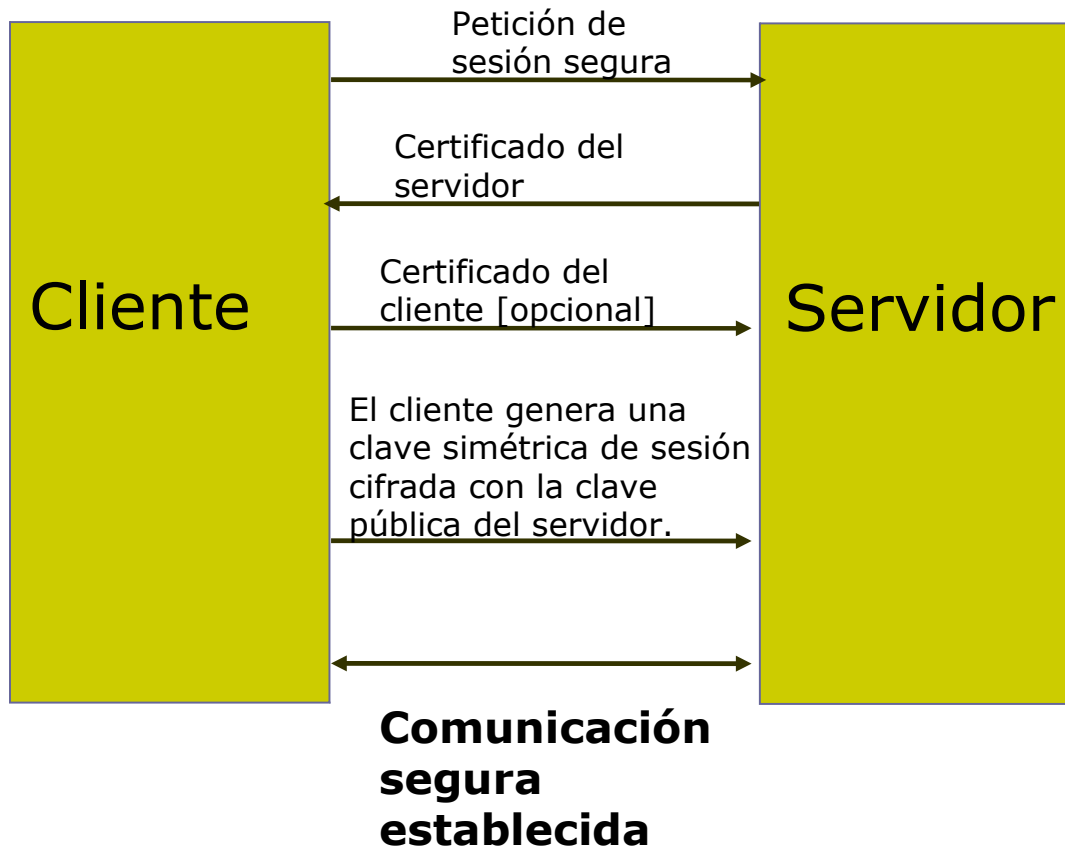 Petición de
sesión segura
Certificado del
servidor
Cliente
Certificado del
cliente [opcional]
Servidor
El cliente genera una
clave simétrica de sesión
cifrada con la clave
pública del servidor.
Comunicación
segura
establecida